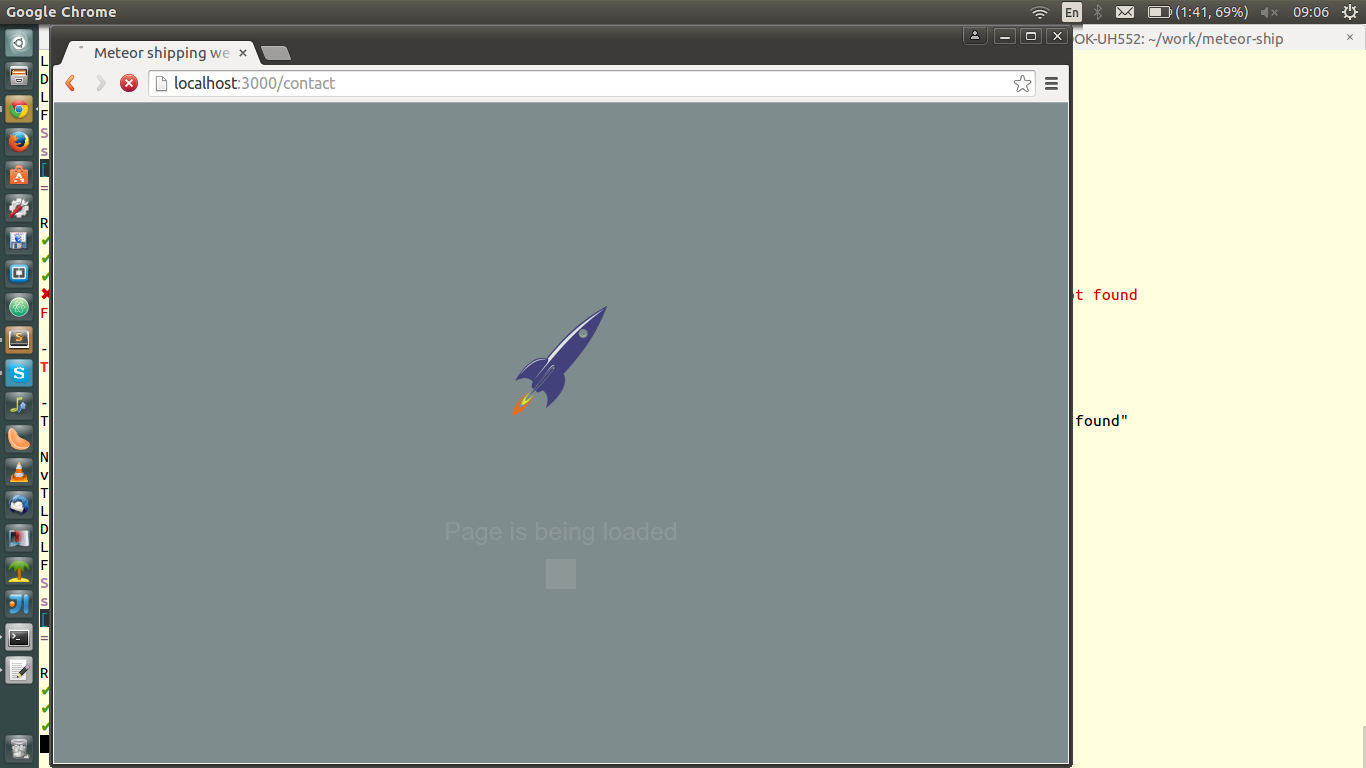 Google Chrome
En
(1:41, 69%)
09:06
Meteor shipping we
OK-UH552: ~/work/meteor-ship
localhost:3000/contact
L
D
L
F
S
s
[
=
R
✔
✔
✔
✖
t found
F
-
T
-
T
found"
N
v
T
L
D
L
F
S
s
[
=
R
✔
✔
✔
Page is being loaded